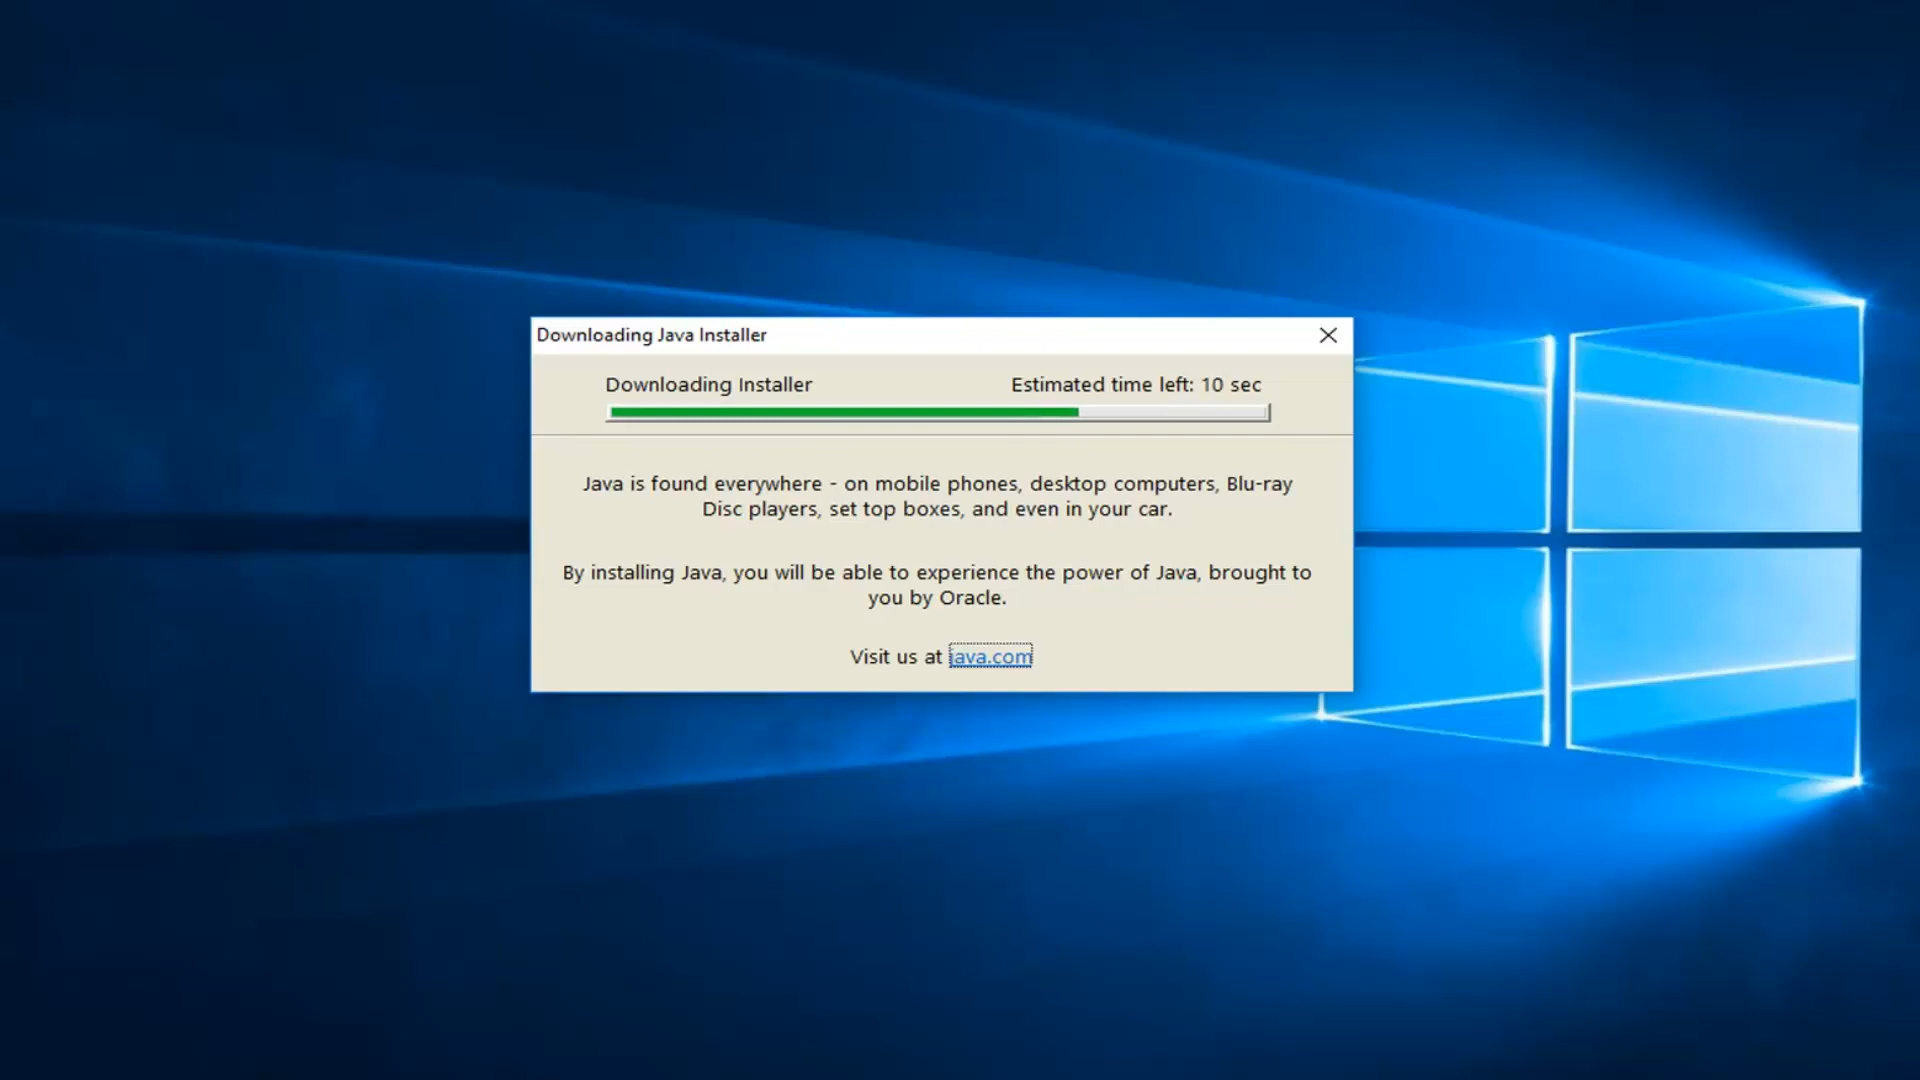 Downloading Java Installer
Downloading Installer Estimated time left: 10 sec
Java is found everywhere - on mobile phones, desktop computers, Blu-ray
Disc players, set top boxes, and even in your car.
By installing Java, you will be able to experience the power of Java, brought to
you by Oracle.
Visit us at java.com